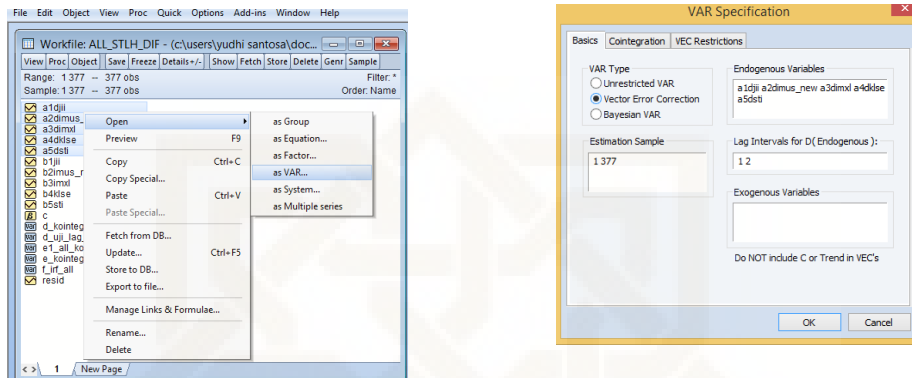 File Edit Object View Proc Quick Options Add-ins Window Help
Workfile: ALL_STLH_DIF - (c:\users\yudhi santosa\doc...
View Proc Object Save Freeze Details+/- Show Fetch Store Delete Genr Sample
Range: 1 377 -- 377 obs Filter: *
Sample: 1 377 -- 377 obs Order: Name
a1djii
a2dimus_
a3dimxl
a4dklse
a5dsti
b1jii
b2imus_r
b3imxl
b4klse
b5sti
c
d_kointeg
d_uji_lag_
e1_all_ko
e_kointeg
f_irf_all
resid
Open
Preview F9
Copy Ctrl+C
Copy Special...
Paste Ctrl+V
Paste Special...
Fetch from DB...
Update... Ctrl+F5
Store to DB...
Export to file...
Manage Links & Formulae...
Rename...
Delete
as Group
as Equation...
as Factor...
as VAR...
as System...
as Multiple series
1 New Page
VAR Specification
Basics Cointegration VEC Restrictions
VAR Type
Unrestricted VAR
Vector Error Correction
Bayesian VAR
Estimation Sample
1 377
Endogenous Variables
a1djii a2dimus_new a3dimxl a4dklse
a5dsti
Lag Intervals for D( Endogenous ):
1 2
Exogenous Variables
Do NOT include C or Trend in VEC's
OK Cancel